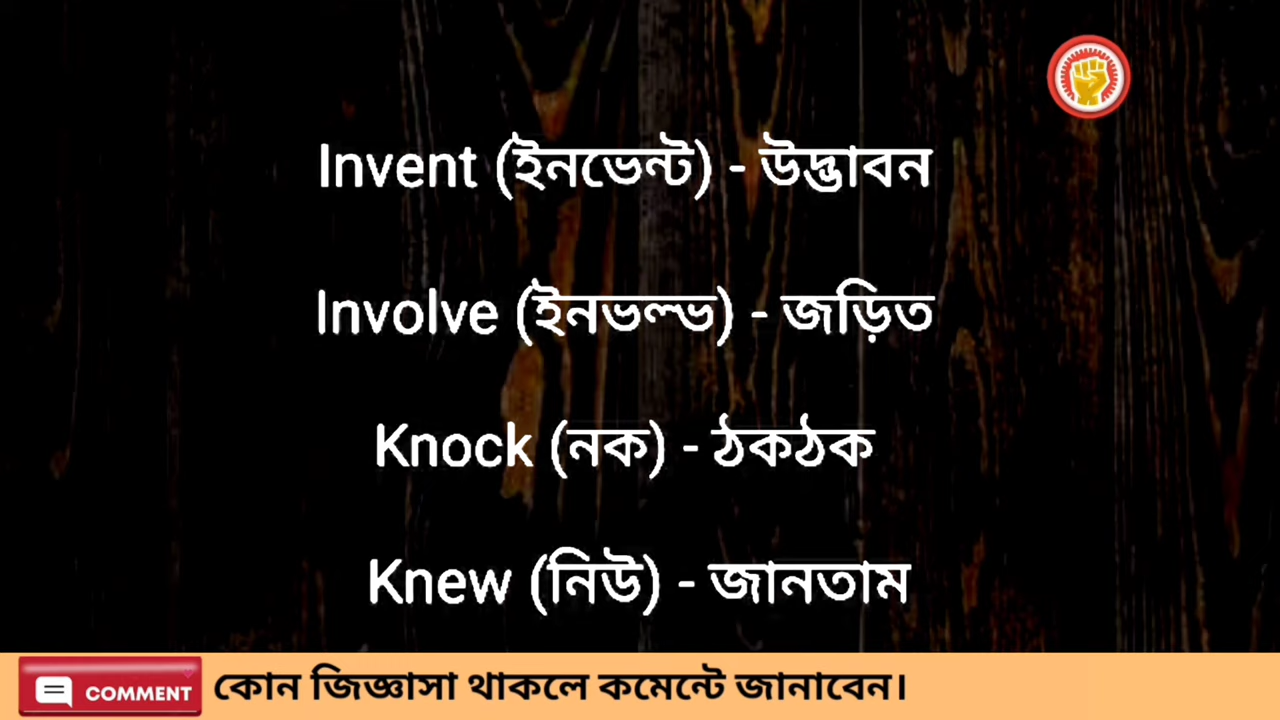 Invent (ইনভেন্ট) - উদ্ভাবন
Involve (ইনভল্ভ) - জড়িত
Knock (নক) - ঠকঠক
Knew (নিউ) - জানতাম
COMMENT কোন জিজ্ঞাসা থাকলে কমেন্টে জানাবেন।